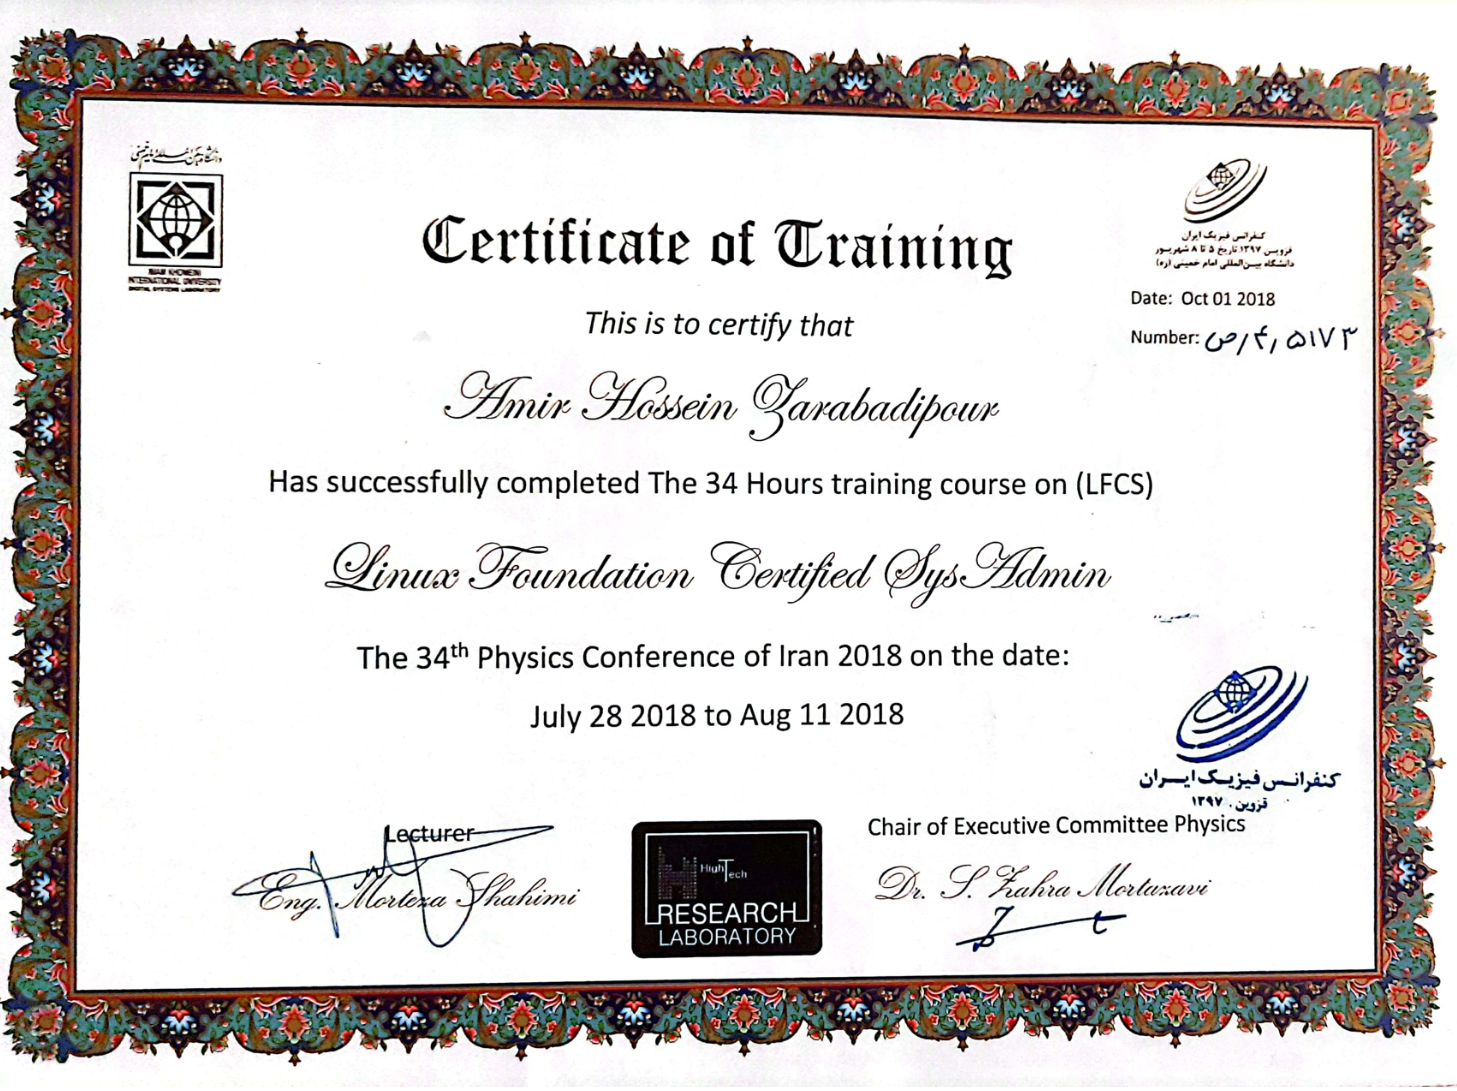 دانشگاه بین المللی امام خمینی
IMAM KHOMEINI
INTERNATIONAL UNIVERSITY
DIGITAL SYSTEMS LABORATORY
کنفرانس فیزیک ایران
قزوین ۱۳۹۷ تاریخ ۵ تا ۸ شهریور
دانشگاه بین‌المللی امام خمینی (ره)
Date: Oct 01 2018
Number: ص/۴/۵۱۷۳
Certificate of Training
This is to certify that
Amir Hossein Zarabadipour
Has successfully completed The 34 Hours training course on (LFCS)
Linux Foundation Certified SysAdmin
The 34th Physics Conference of Iran 2018 on the date:
July 28 2018 to Aug 11 2018
کنفرانس فیزیک ایران
قزوین . ۱۳۹۷
Lecturer
Eng. Morteza Shahimi
HighTech
RESEARCH
LABORATORY
Chair of Executive Committee Physics
Dr. S. Zahra Mortazavi